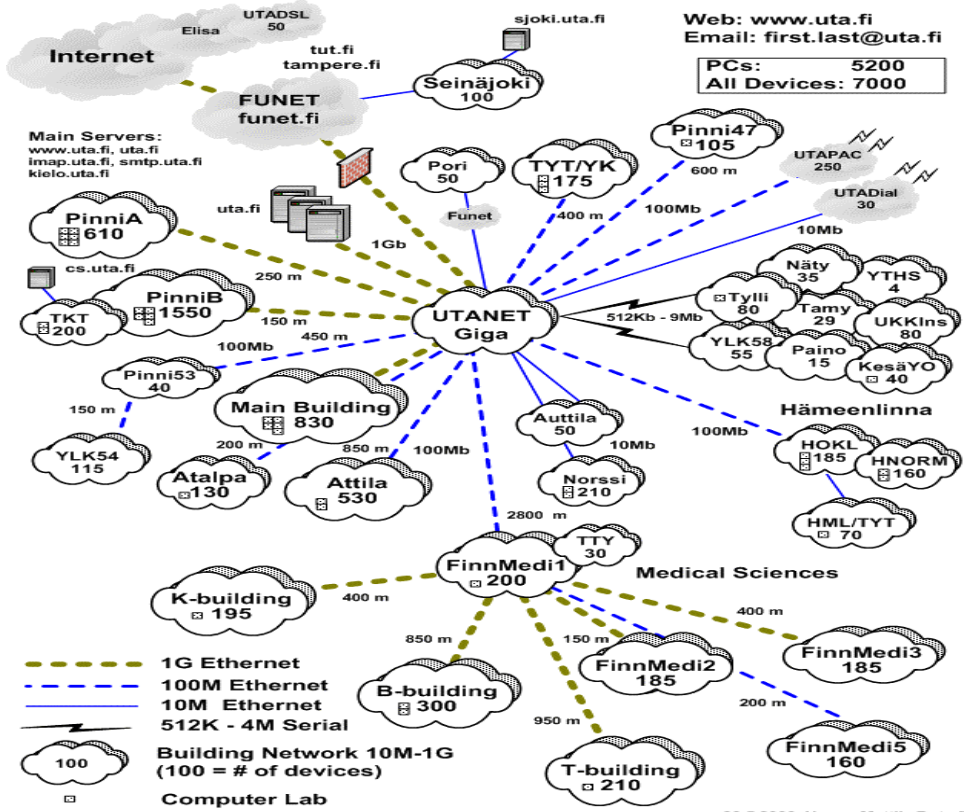 UTADSL
50
Elisa
Internet
sjoki.uta.fi
Web: www.uta.fi
Email: first.last@uta.fi
tut.fi
tampere.fi
PCs: 5200
All Devices: 7000
Seinäjoki
100
FUNET
funet.fi
Main Servers:
www.uta.fi, uta.fi
imap.uta.fi, smtp.uta.fi
kielo.uta.fi
Pinni47
105
600 m
Pori
50
TYT/YK
175
UTAPAC
250
UTADial
30
PinniA
610
uta.fi
Funet
400 m
100Mb
10Mb
1Gb
250 m
cs.uta.fi
PinniB
1550
TKT
200
150 m
450 m
100Mb
UTANET
Giga
512Kb - 9Mb
Näty
35
YTHS
4
Tylli
80
Tamy
29
UKKIns
80
YLK58
55
Paino
15
KesäYO
40
Pinni53
40
150 m
Main Building
830
200 m
850 m
100Mb
Auttila
50
10Mb
100Mb
Hämeenlinna
HOKL
185
HNORM
160
YLK54
115
Atalpa
130
Attila
530
Norssi
210
HML/TYT
70
2800 m
TTY
30
FinnMedi1
200
Medical Sciences
K-building
195
400 m
850 m
150 m
400 m
FinnMedi2
185
FinnMedi3
185
B-building
300
950 m
200 m
T-building
210
FinnMedi5
160
1G Ethernet
100M Ethernet
10M Ethernet
512K - 4M Serial
100
Building Network 10M-1G
(100 = # of devices)
Computer Lab